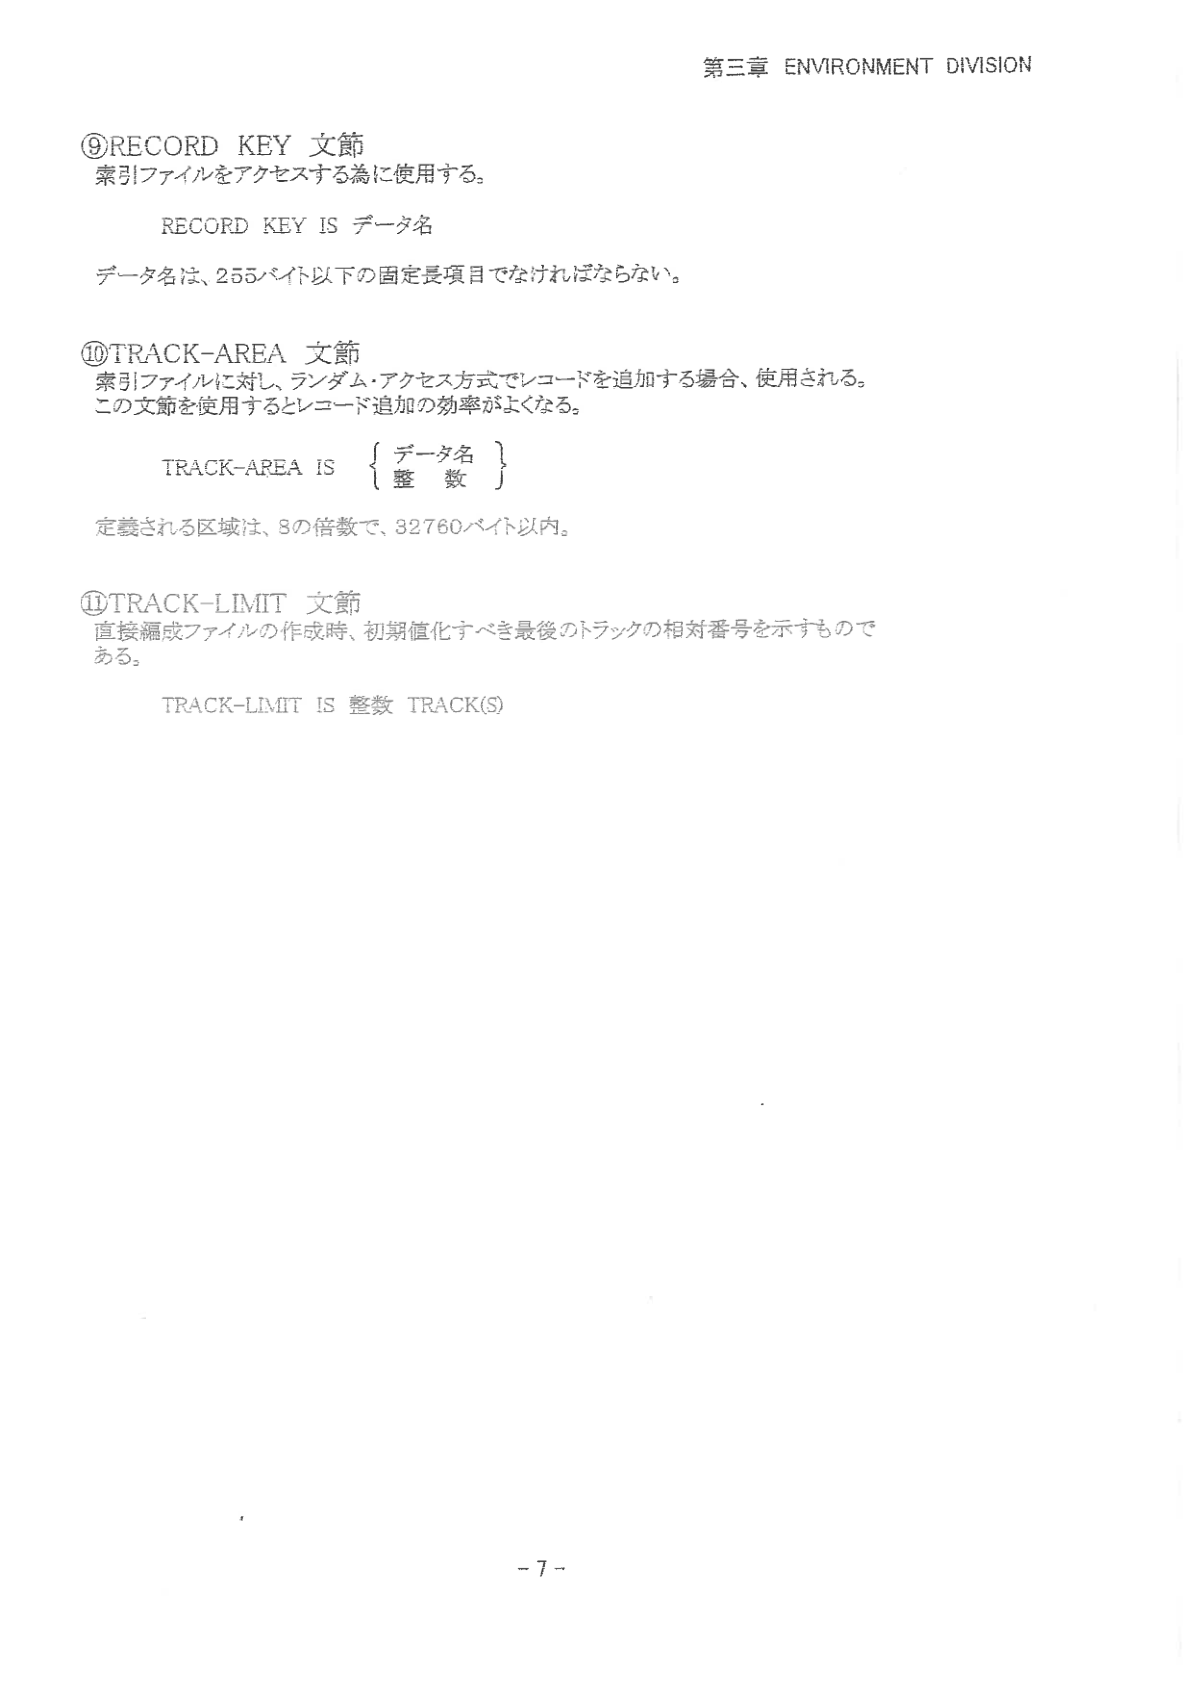 第三章 ENVIRONMENT DIVISION
⑨RECORD KEY 文節
索引ファイルをアクセスする為に使用する。
RECORD KEY IS データ名
データ名は、255バイト以下の固定長項目でなければならない。
⑩TRACK-AREA 文節
索引ファイルに対し、ランダム・アクセス方式でレコードを追加する場合、使用される。
この文節を使用するとレコード追加の効率がよくなる。
TRACK-AREA IS { データ名 }
整 数
定義される区域は、8の倍数で、32760バイト以内。
⑪TRACK-LIMIT 文節
直接編成ファイルの作成時、初期値化すべき最後のトラックの相対番号を示すもので
ある。
TRACK-LIMIT IS 整数 TRACK(S)
- 7 -